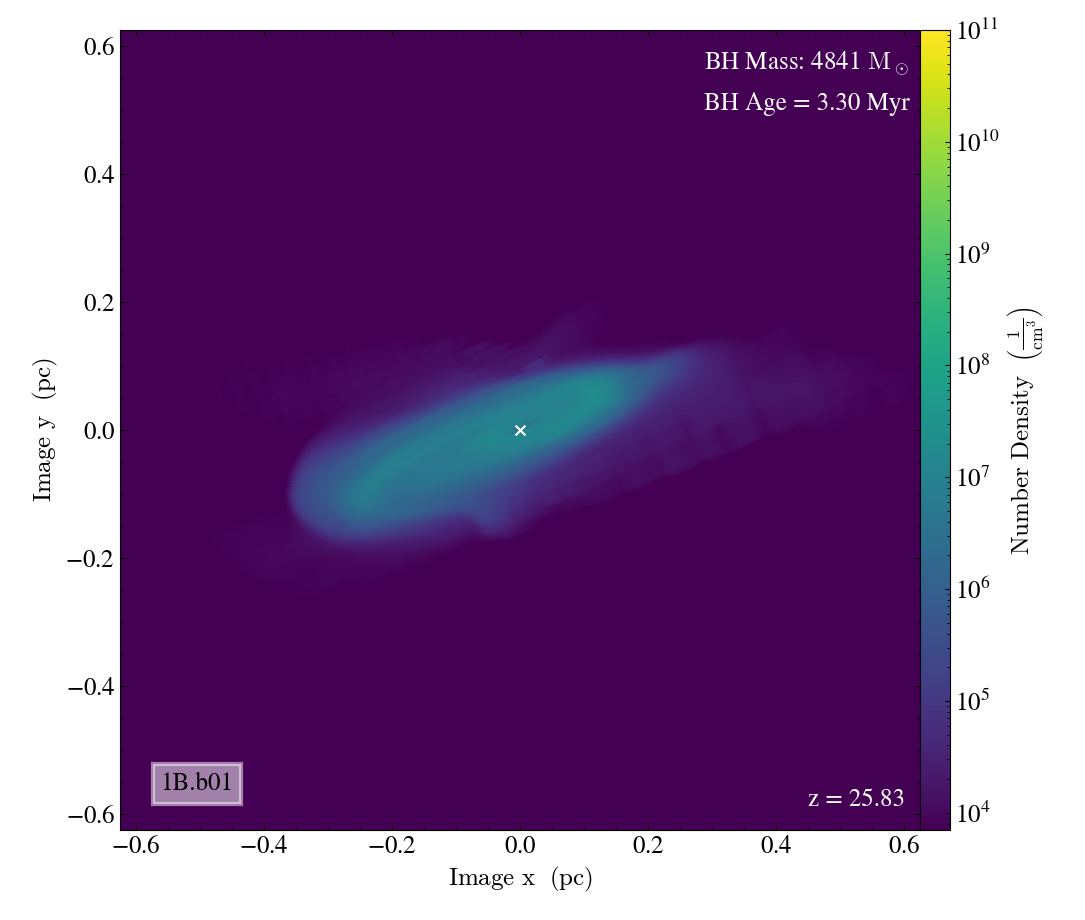 0.6
0.4
0.2
0.0
−0.2
−0.4
−0.6
Image y (pc)
BH Mass: 4841 M⊙
BH Age = 3.30 Myr
1B.b01
z = 25.83
−0.6 −0.4 −0.2 0.0 0.2 0.4 0.6
Image x (pc)
10¹¹
10¹⁰
10⁹
10⁸
10⁷
10⁶
10⁵
10⁴
Number Density (1/cm³)